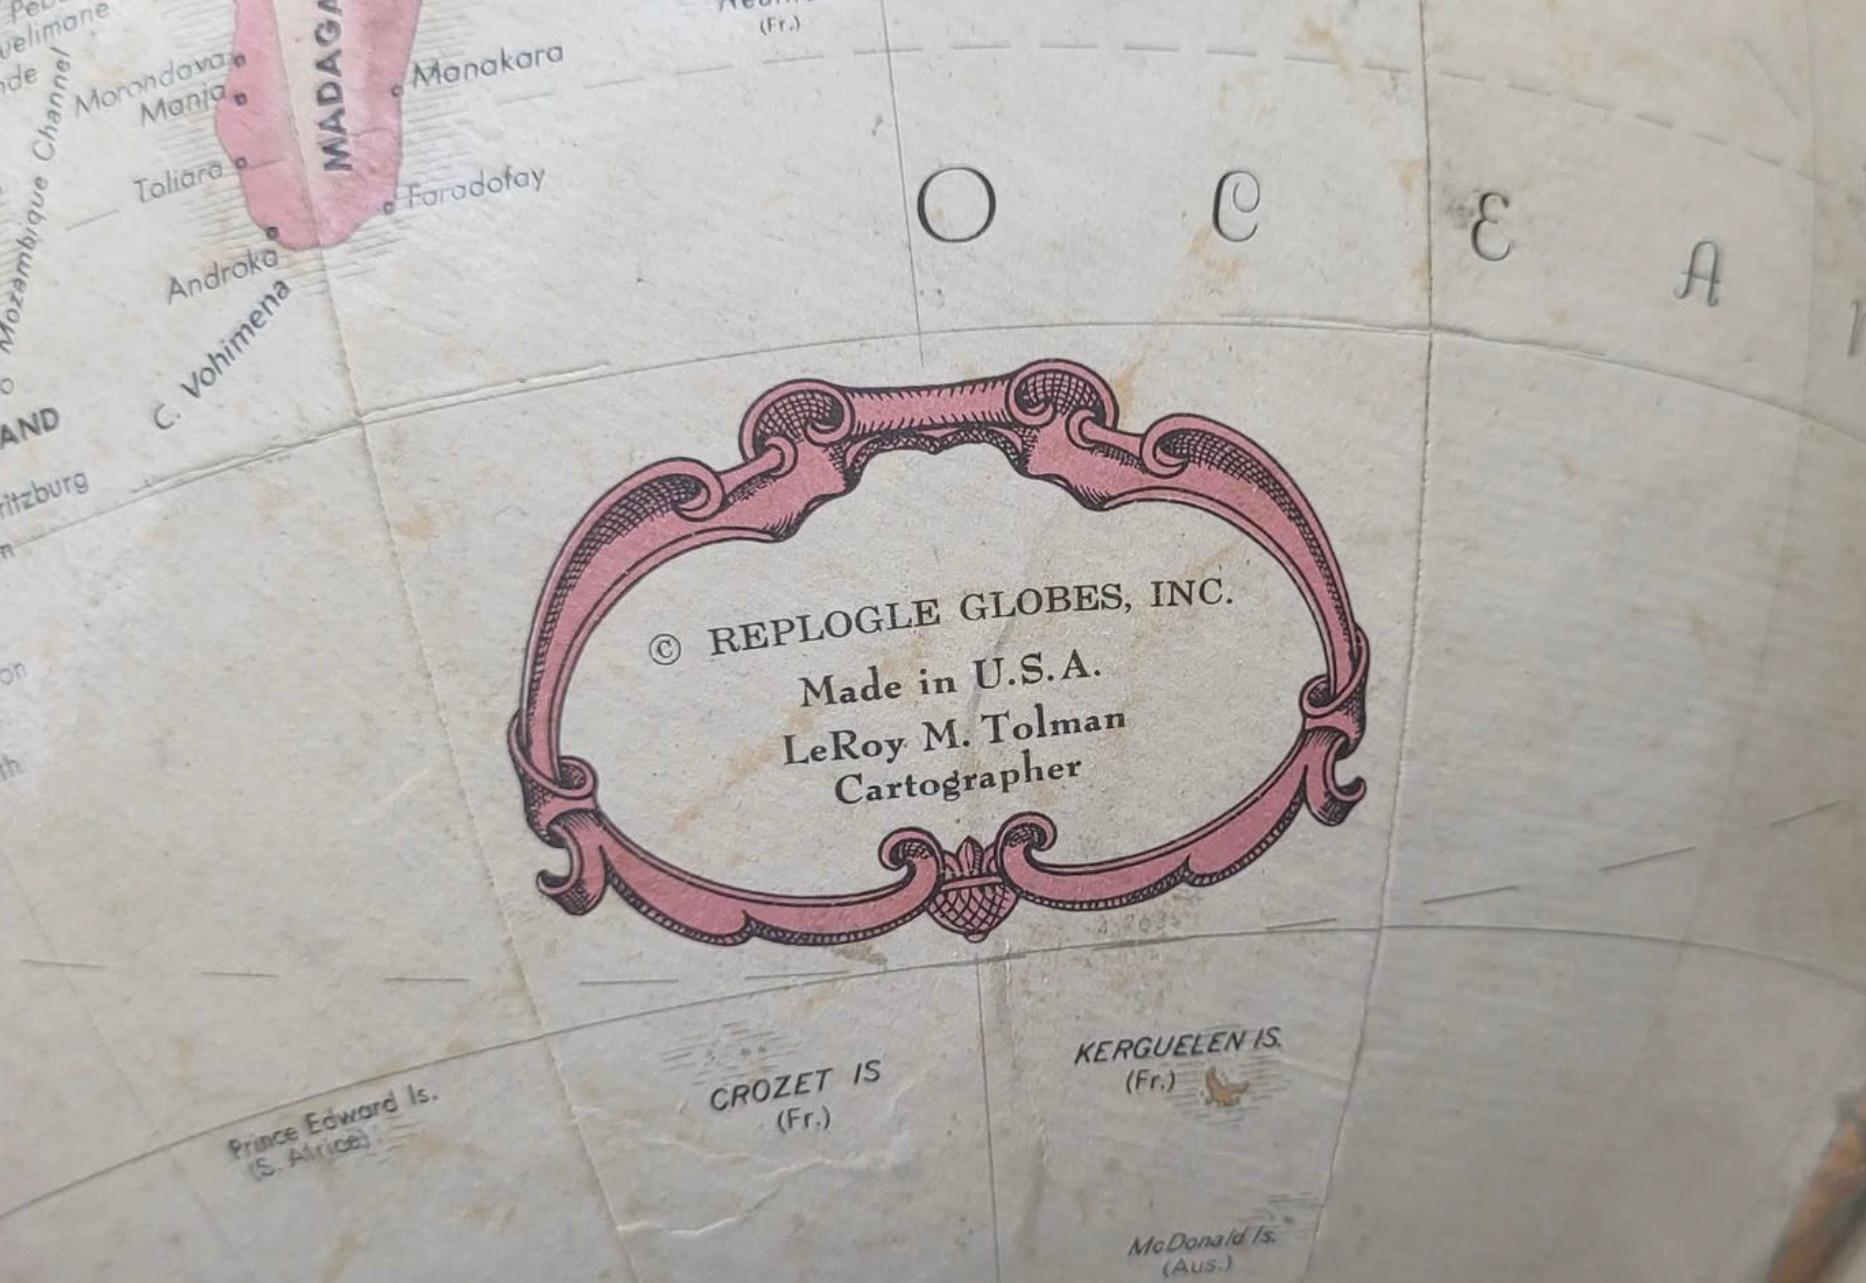 (Fr.)
Morondava
Manja
Manakara
MADAGA
Mozambique Channel
Toliara
Faradofay
O C E A
Androka
C. Vohimena
AND
ritzburg
© REPLOGLE GLOBES, INC.
Made in U.S.A.
LeRoy M. Tolman
Cartographer
CROZET IS
(Fr.)
KERGUELEN IS.
(Fr.)
Prince Edward Is.
(S. Africa)
McDonald Is.
(Aus.)